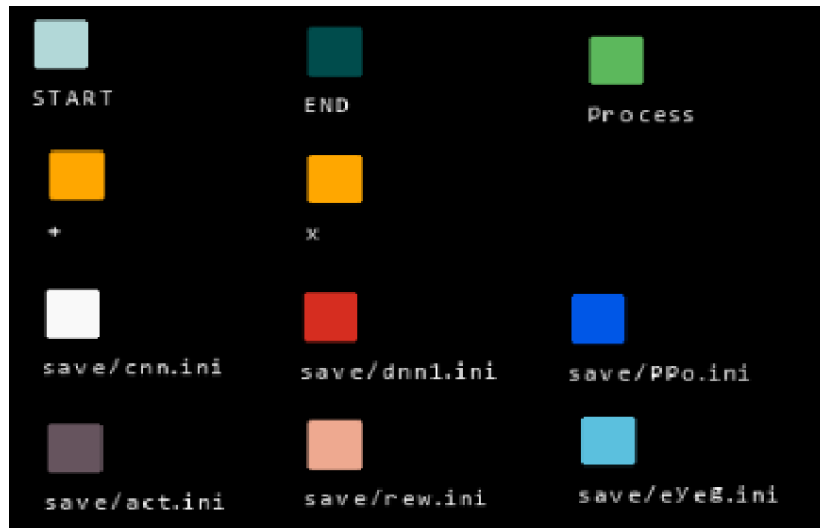 START
END
Process
+
x
save/cnn.ini
save/dnn1.ini
save/PPo.ini
save/act.ini
save/rew.ini
save/eyeg.ini